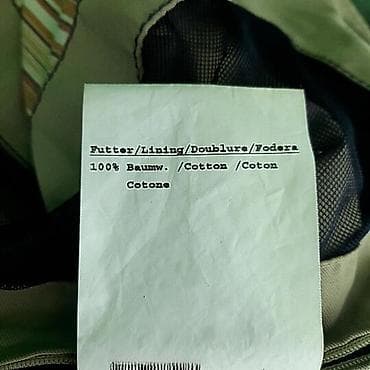 Futter/Lining/Doublure/Fodera
100% Baumw. /Cotton /Coton
Cotone